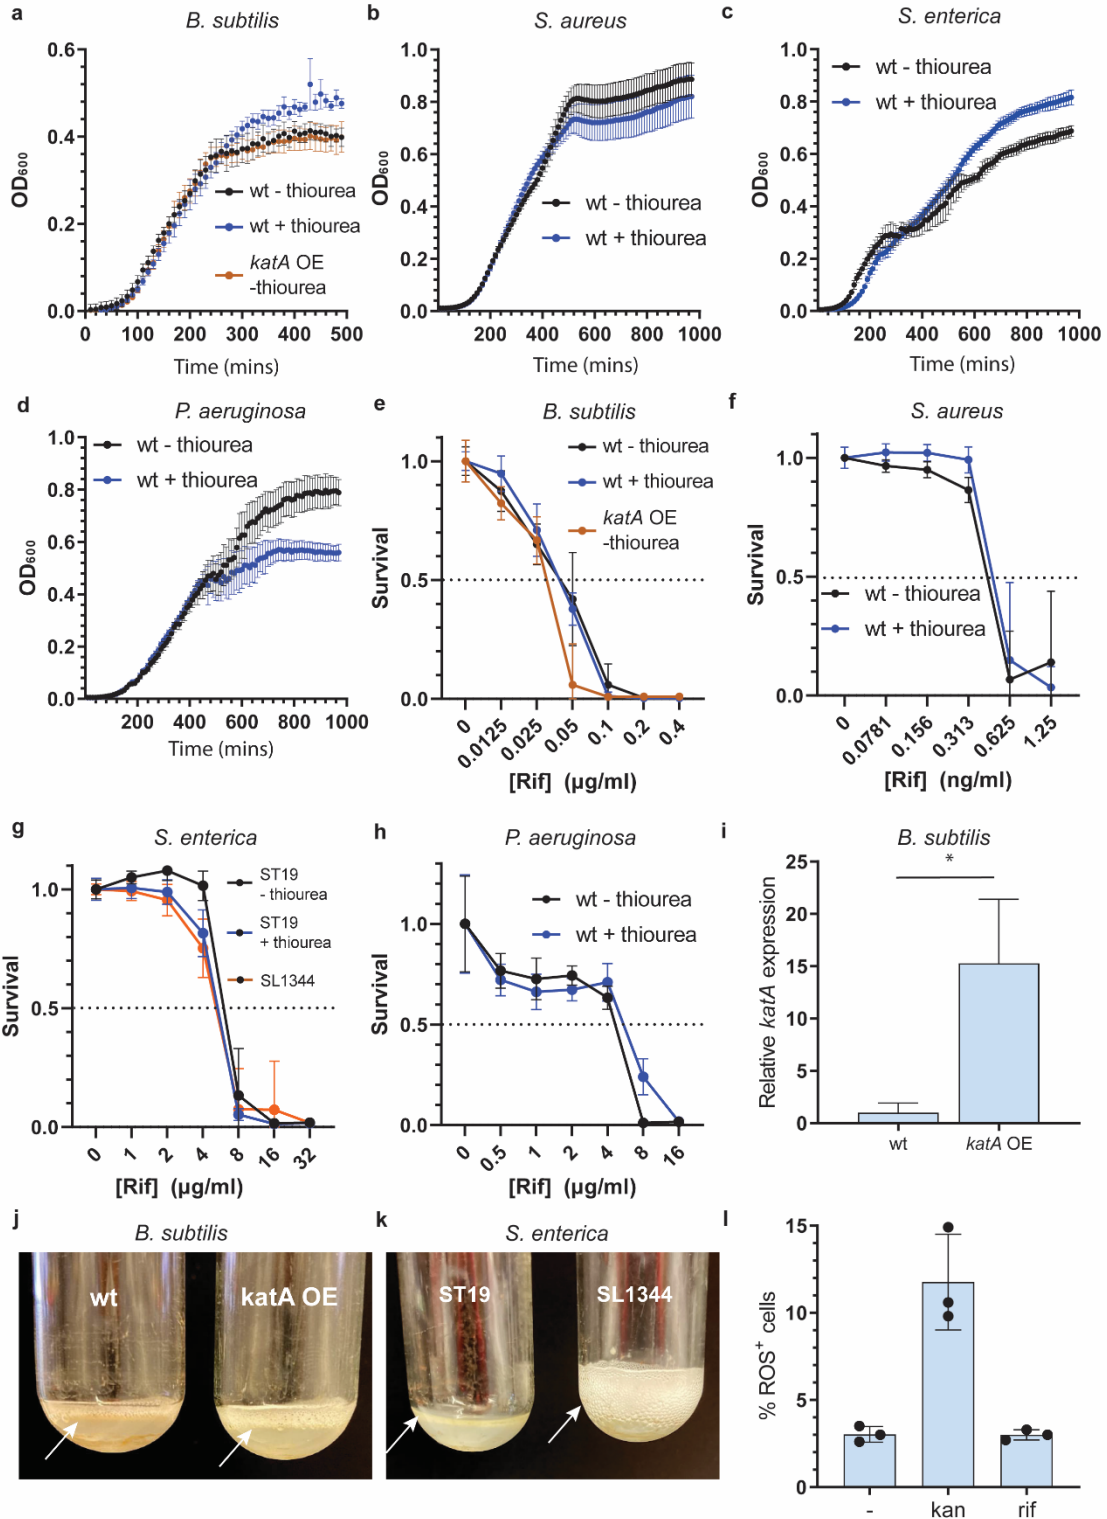 a
B. subtilis
OD600
0.6
0.4
0.2
0.0
wt - thiourea
wt + thiourea
katA OE
-thiourea
0 100 200 300 400 500
Time (mins)
b
S. aureus
OD600
1.0
0.8
0.6
0.4
0.2
0.0
wt - thiourea
wt + thiourea
200 400 600 800 1000
Time (mins)
c
S. enterica
OD600
1.0
0.8
0.6
0.4
0.2
0.0
wt - thiourea
wt + thiourea
200 400 600 800 1000
Time (mins)
d
P. aeruginosa
OD600
1.0
0.8
0.6
0.4
0.2
0.0
wt - thiourea
wt + thiourea
200 400 600 800 1000
Time (mins)
e
B. subtilis
Survival
1.0
0.5
0.0
wt - thiourea
wt + thiourea
katA OE
-thiourea
0 0.0125 0.025 0.05 0.1 0.2 0.4
[Rif] (µg/ml)
f
S. aureus
Survival
1.0
0.5
0.0
wt - thiourea
wt + thiourea
0 0.0781 0.156 0.313 0.625 1.25
[Rif] (ng/ml)
g
S. enterica
Survival
1.0
0.5
0.0
ST19
- thiourea
ST19
+ thiourea
SL1344
0 1 2 4 8 16 32
[Rif] (µg/ml)
h
P. aeruginosa
Survival
1.0
0.5
0.0
wt - thiourea
wt + thiourea
0 0.5 1 2 4 8 16
[Rif] (µg/ml)
i
B. subtilis
Relative katA expression
25
20
15
10
5
0
*
wt katA OE
j
B. subtilis
wt katA OE
k
S. enterica
ST19 SL1344
l
% ROS+ cells
15
10
5
0
- kan rif